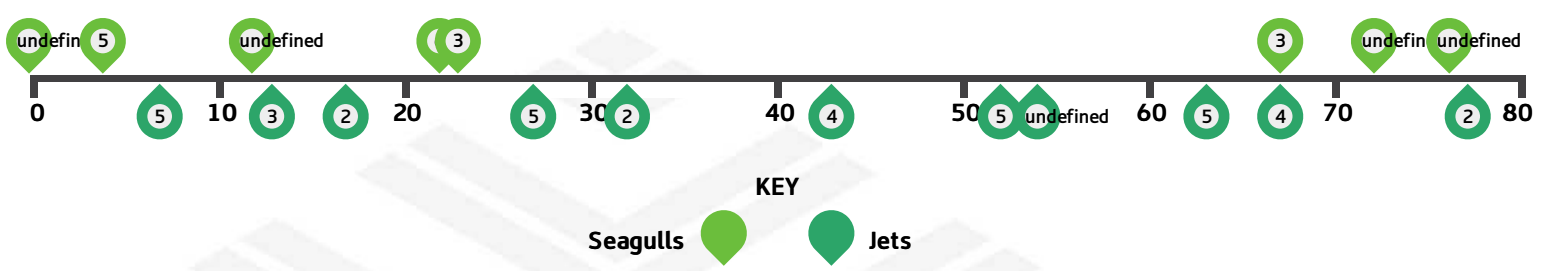 undefin 5 undefined 3 3 undefin undefined
0 5 10 3 2 20 5 30 2 40 4 50 5 undefined 60 5 4 70 2 80
KEY
Seagulls Jets